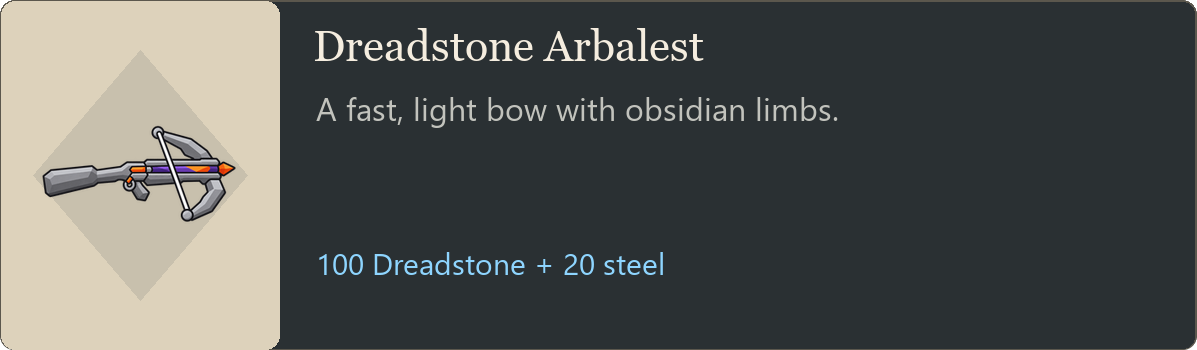 Dreadstone Arbalest
A fast, light bow with obsidian limbs.
100 Dreadstone + 20 steel